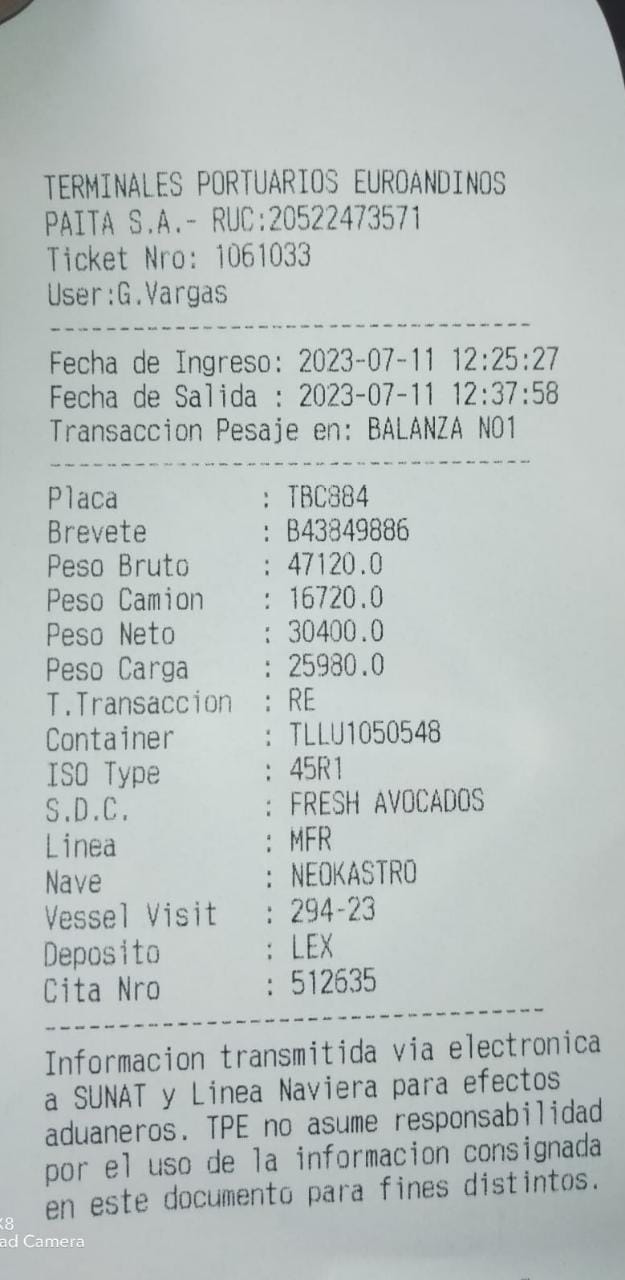 TERMINALES PORTUARIOS EUROANDINOS
PAITA S.A.- RUC:20522473571
Ticket Nro: 1061033
User:G.Vargas
----------------------------------
Fecha de Ingreso: 2023-07-11 12:25:27
Fecha de Salida : 2023-07-11 12:37:58
Transaccion Pesaje en: BALANZA NO1
----------------------------------
Placa : TBC884
Brevete : B43849886
Peso Bruto : 47120.0
Peso Camion : 16720.0
Peso Neto : 30400.0
Peso Carga : 25980.0
T.Transaccion : RE
Container : TLLU1050548
ISO Type : 45R1
S.D.C. : FRESH AVOCADOS
Linea : MFR
Nave : NEOKASTRO
Vessel Visit : 294-23
Deposito : LEX
Cita Nro : 512635
----------------------------------
Informacion transmitida via electronica
a SUNAT y Linea Naviera para efectos
aduaneros. TPE no asume responsabilidad
por el uso de la informacion consignada
en este documento para fines distintos.
X8
ad Camera